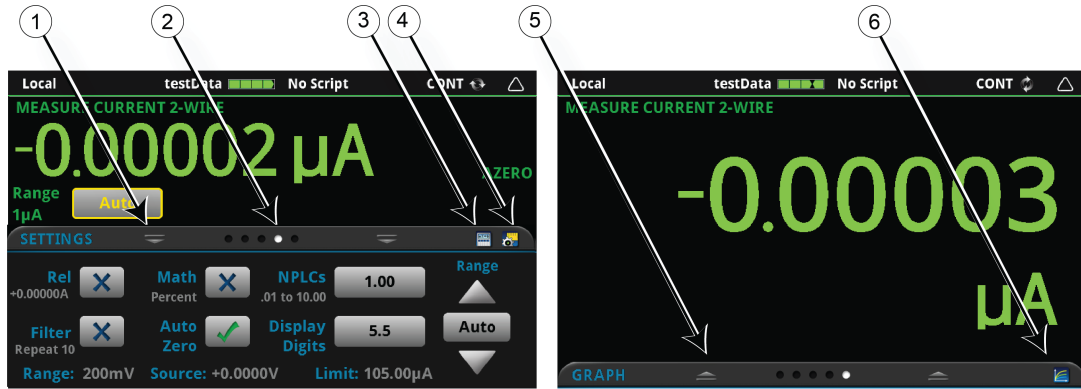 1 2 3 4 5 6
Local testData No Script CONT
MEASURE CURRENT 2-WIRE
-0.00002 µA
AZERO
Range
1µA
Auto
SETTINGS
Rel
+0.00000A
Math
Percent
NPLCs
.01 to 10.00
1.00
Range
Filter
Repeat 10
Auto
Zero
Display
Digits
5.5
Auto
Range: 200mV Source: +0.0000V Limit: 105.00µA
Local testData No Script CONT
MEASURE CURRENT 2-WIRE
-0.00003
µA
GRAPH